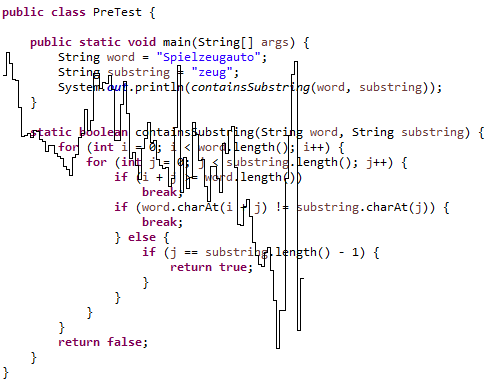 public class PreTest {
    public static void main(String[] args) {
        String word = "Spielzeugauto";
        String substring = "zeug";
        System.out.println(containsSubstring(word, substring));
    }
    static boolean containsSubstring(String word, String substring) {
        for (int i = 0; i < word.length(); i++) {
            for (int j = 0; j < substring.length(); j++) {
                if (i + j >= word.length())
                    break;
                if (word.charAt(i + j) != substring.charAt(j)) {
                    break;
                } else {
                    if (j == substring.length() - 1) {
                        return true;
                    }
                }
            }
        }
        return false;
    }
}